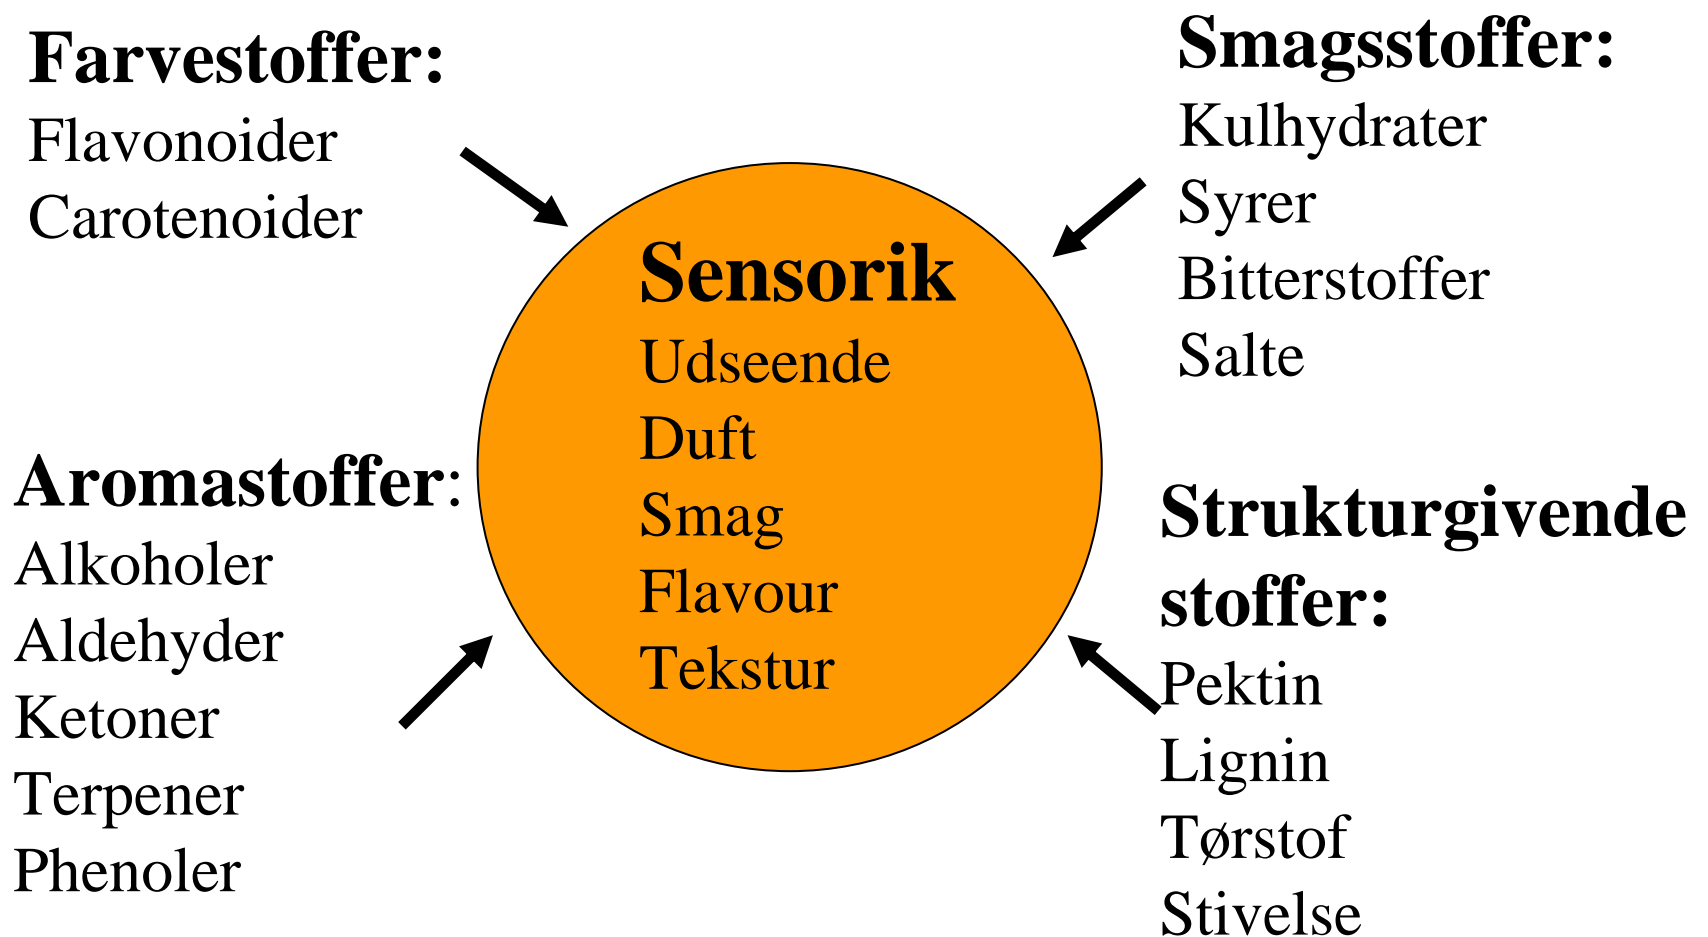 Farvestoffer:
Flavonoider
Carotenoider
Smagsstoffer:
Kulhydrater
Syrer
Bitterstoffer
Salte
Sensorik
Udseende
Duft
Smag
Flavour
Tekstur
Aromastoffer:
Alkoholer
Aldehyder
Ketoner
Terpener
Phenoler
Strukturgivende
stoffer:
Pektin
Lignin
Tørstof
Stivelse